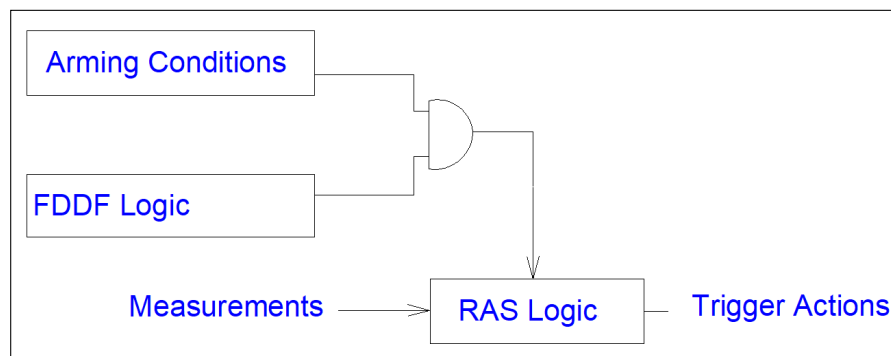 Arming Conditions
FDDF Logic
Measurements
RAS Logic
Trigger Actions